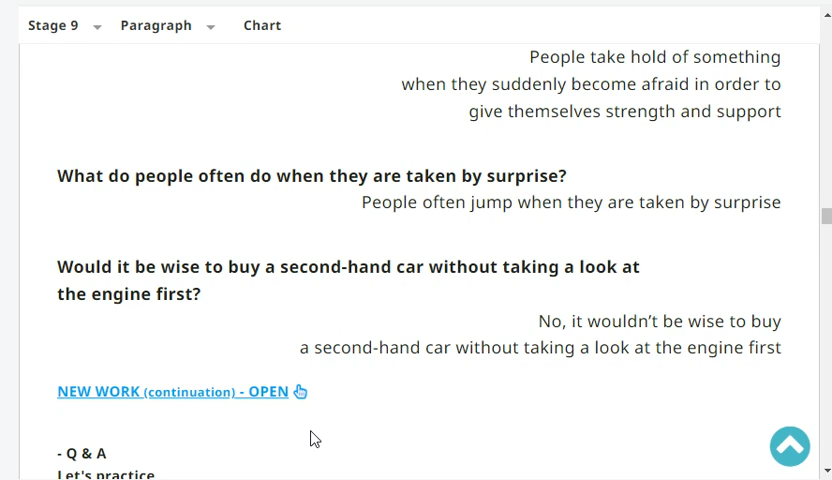 Stage 9 Paragraph Chart
People take hold of something
when they suddenly become afraid in order to
give themselves strength and support
What do people often do when they are taken by surprise?
People often jump when they are taken by surprise
Would it be wise to buy a second-hand car without taking a look at
the engine first?
No, it wouldn’t be wise to buy
a second-hand car without taking a look at the engine first
NEW WORK (continuation) - OPEN
- Q & A
Let's practice